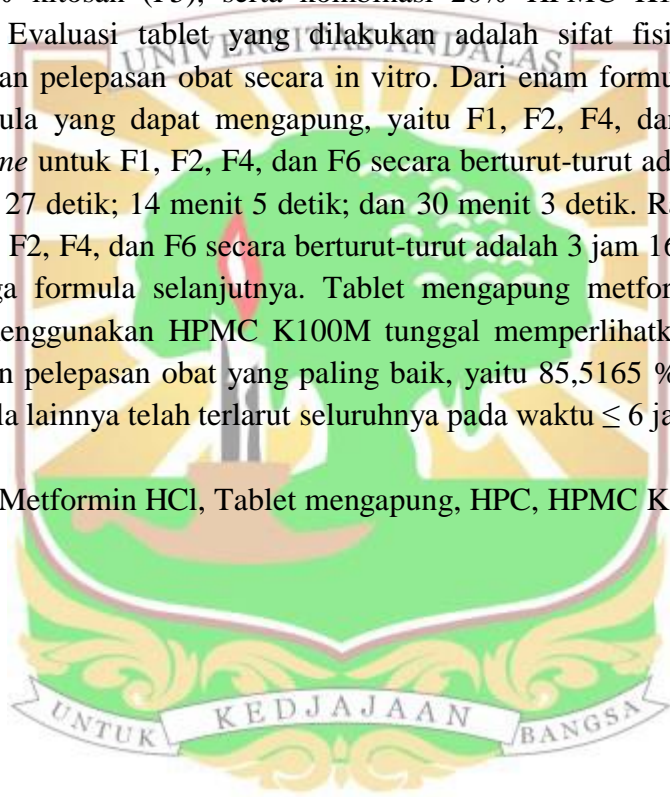 % kitosan (F5), serta kombinasi 20% HPMC K1
Evaluasi tablet yang dilakukan adalah sifat fisi
UNIVERSITAS ANDALAS
an pelepasan obat secara in vitro. Dari enam formu
ula yang dapat mengapung, yaitu F1, F2, F4, dan
me untuk F1, F2, F4, dan F6 secara berturut-turut ad
27 detik; 14 menit 5 detik; dan 30 menit 3 detik. R
F2, F4, dan F6 secara berturut-turut adalah 3 jam 16
ga formula selanjutnya. Tablet mengapung metfor
enggunakan HPMC K100M tunggal memperlihatk
n pelepasan obat yang paling baik, yaitu 85,5165 %
la lainnya telah terlarut seluruhnya pada waktu ≤ 6 ja
Metformin HCl, Tablet mengapung, HPC, HPMC K
UNTUK KEDJAJAAN BANGSA